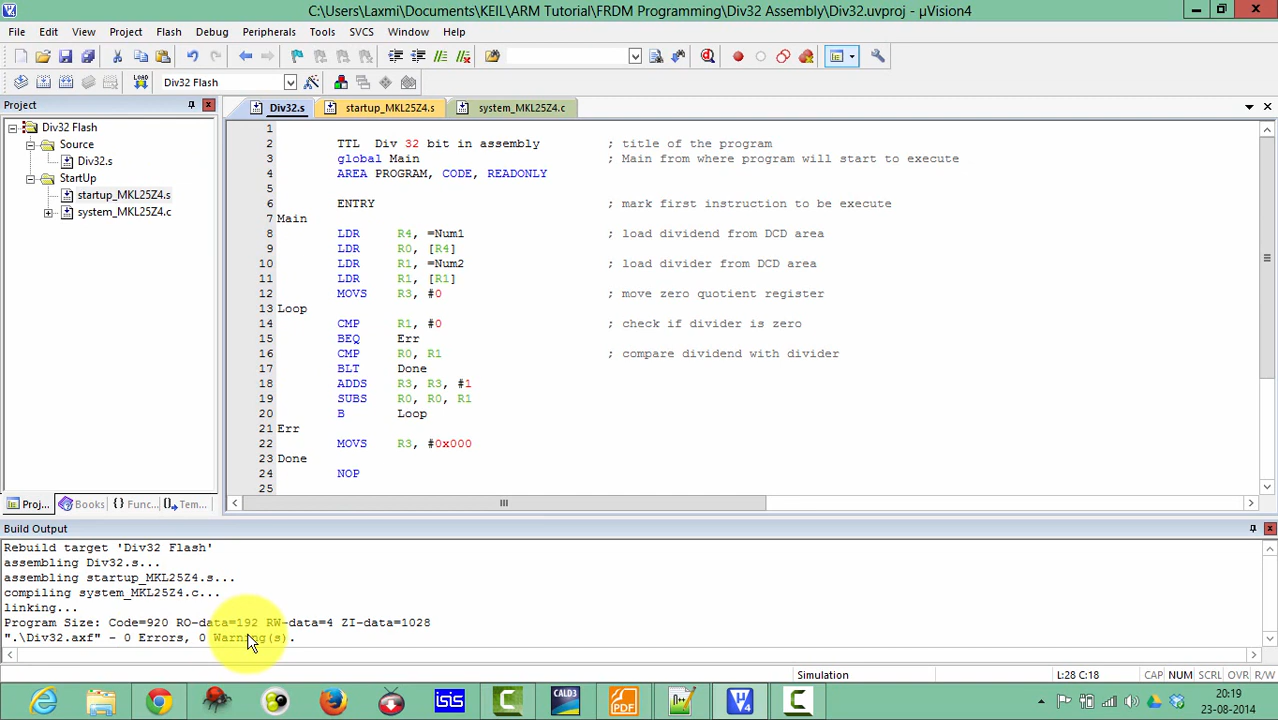 C:\Users\Laxmi\Documents\KEIL\ARM Tutorial\FRDM Programming\Div32 Assembly\Div32.uvproj - µVision4
File Edit View Project Flash Debug Peripherals Tools SVCS Window Help
LOAD Div32 Flash
Project
Div32.s startup_MKL25Z4.s system_MKL25Z4.c
Div32 Flash
Source
Div32.s
StartUp
startup_MKL25Z4.s
system_MKL25Z4.c
1
2 TTL Div 32 bit in assembly ; title of the program
3 global Main ; Main from where program will start to execute
4 AREA PROGRAM, CODE, READONLY
5
6 ENTRY ; mark first instruction to be execute
7 Main
8 LDR R4, =Num1 ; load dividend from DCD area
9 LDR R0, [R4]
10 LDR R1, =Num2 ; load divider from DCD area
11 LDR R1, [R1]
12 MOVS R3, #0 ; move zero quotient register
13 Loop
14 CMP R1, #0 ; check if divider is zero
15 BEQ Err
16 CMP R0, R1 ; compare dividend with divider
17 BLT Done
18 ADDS R3, R3, #1
19 SUBS R0, R0, R1
20 B Loop
21 Err
22 MOVS R3, #0x000
23 Done
24 NOP
25
Proj... Books Func... Tem...
Build Output
Rebuild target 'Div32 Flash'
assembling Div32.s...
assembling startup_MKL25Z4.s...
compiling system_MKL25Z4.c...
linking...
Program Size: Code=920 RO-data=192 RW-data=4 ZI-data=1028
".\Div32.axf" - 0 Errors, 0 Warning(s).
Simulation L:28 C:18 CAP NUM SCRL OVR R/W
isis CALD3 PDF
20:19
23-08-2014